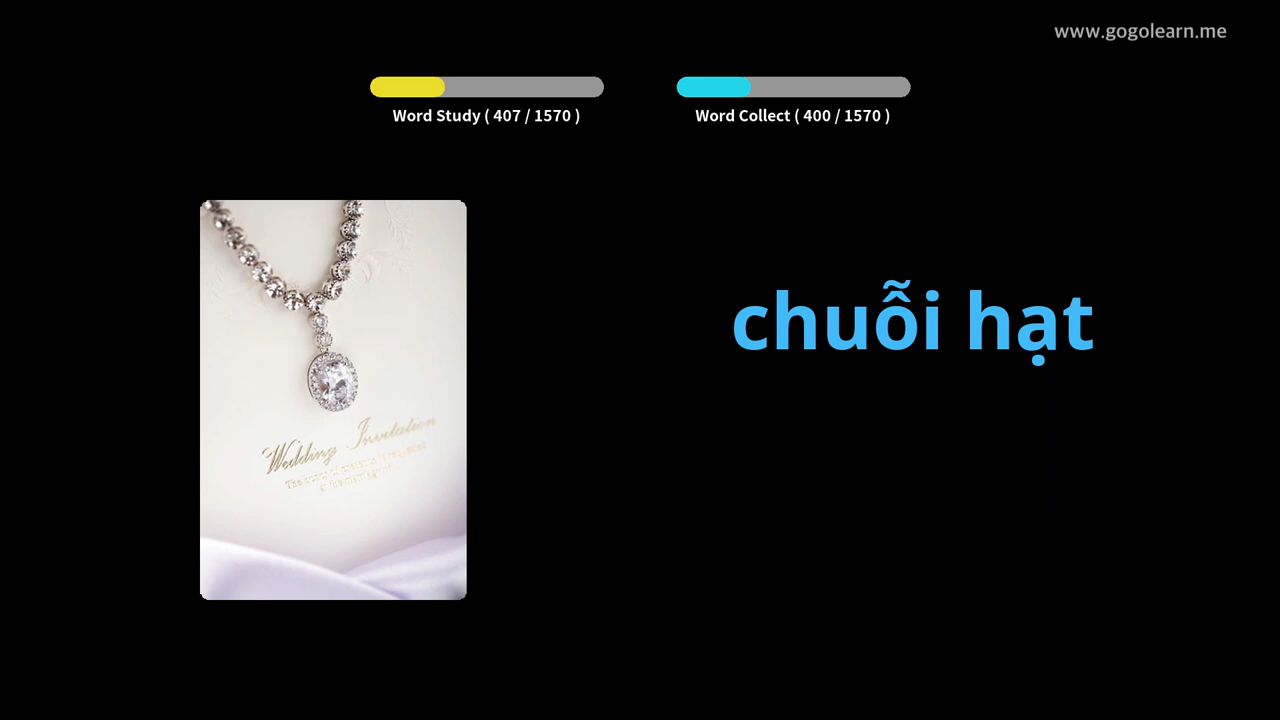 www.gogolearn.me
Word Study ( 407 / 1570 )
Word Collect ( 400 / 1570 )
chuỗi hạt
Wedding Invitation